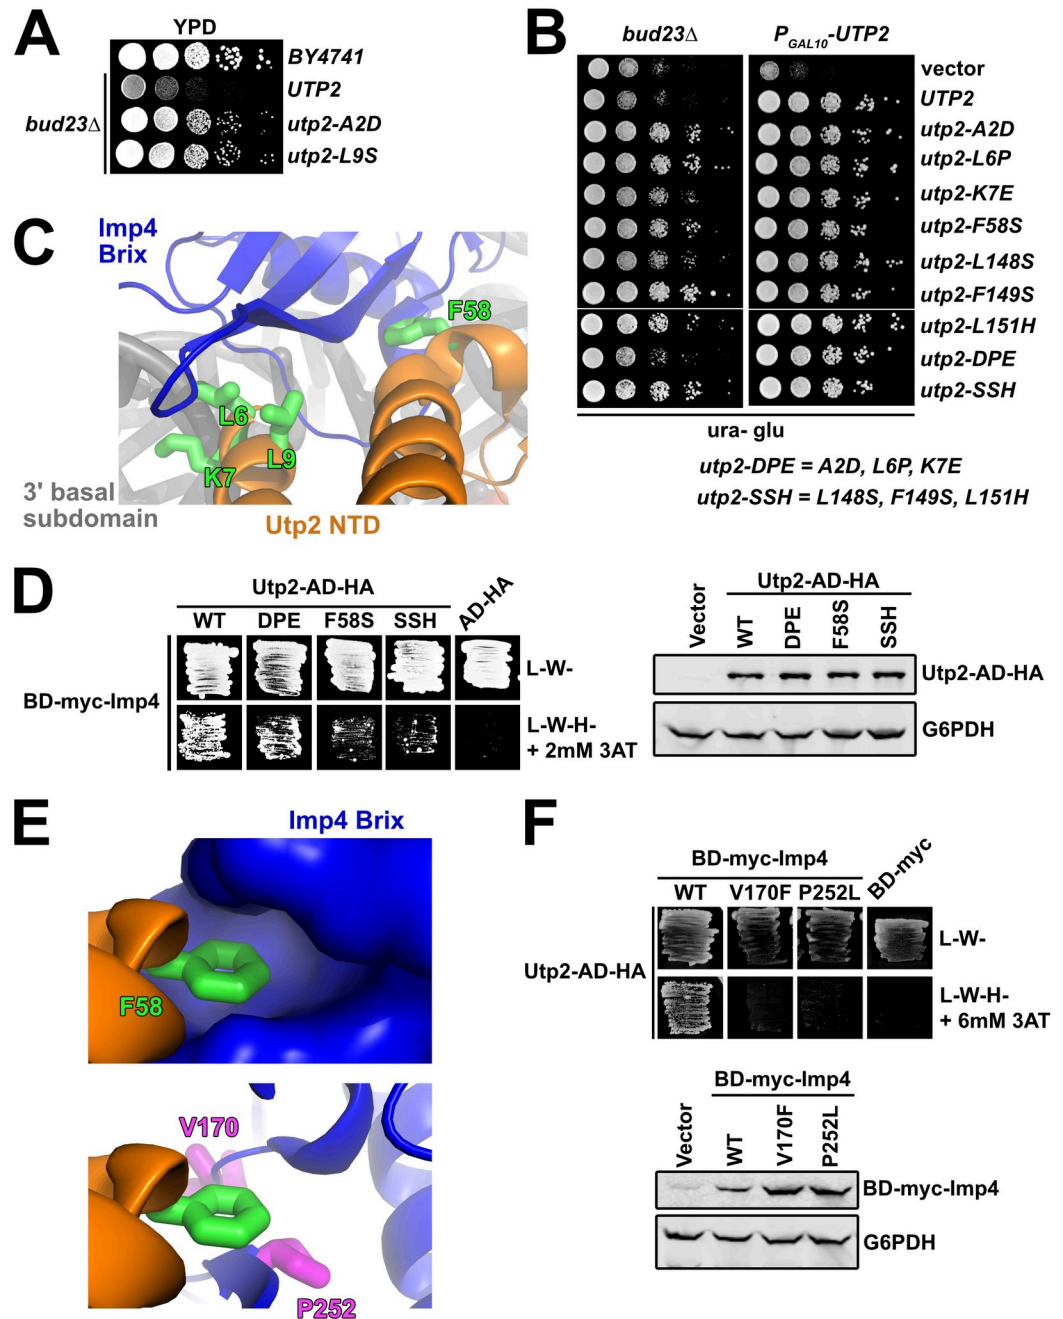 A
YPD
BY4741
UTP2
bud23Δ
utp2-A2D
utp2-L9S
B
bud23Δ
PGAL10-UTP2
vector
UTP2
utp2-A2D
utp2-L6P
utp2-K7E
utp2-F58S
utp2-L148S
utp2-F149S
utp2-L151H
utp2-DPE
utp2-SSH
ura- glu
utp2-DPE = A2D, L6P, K7E
utp2-SSH = L148S, F149S, L151H
C
Imp4
Brix
F58
L6
L9
K7
3' basal
subdomain
Utp2 NTD
D
Utp2-AD-HA
WT DPE F58S SSH AD-HA
BD-myc-Imp4
L-W-
L-W-H-
+ 2mM 3AT
Utp2-AD-HA
Vector WT DPE F58S SSH
Utp2-AD-HA
G6PDH
E
Imp4 Brix
F58
V170
P252
F
BD-myc-Imp4
WT V170F P252L BD-myc
Utp2-AD-HA
L-W-
L-W-H-
+ 6mM 3AT
BD-myc-Imp4
Vector WT V170F P252L
BD-myc-Imp4
G6PDH